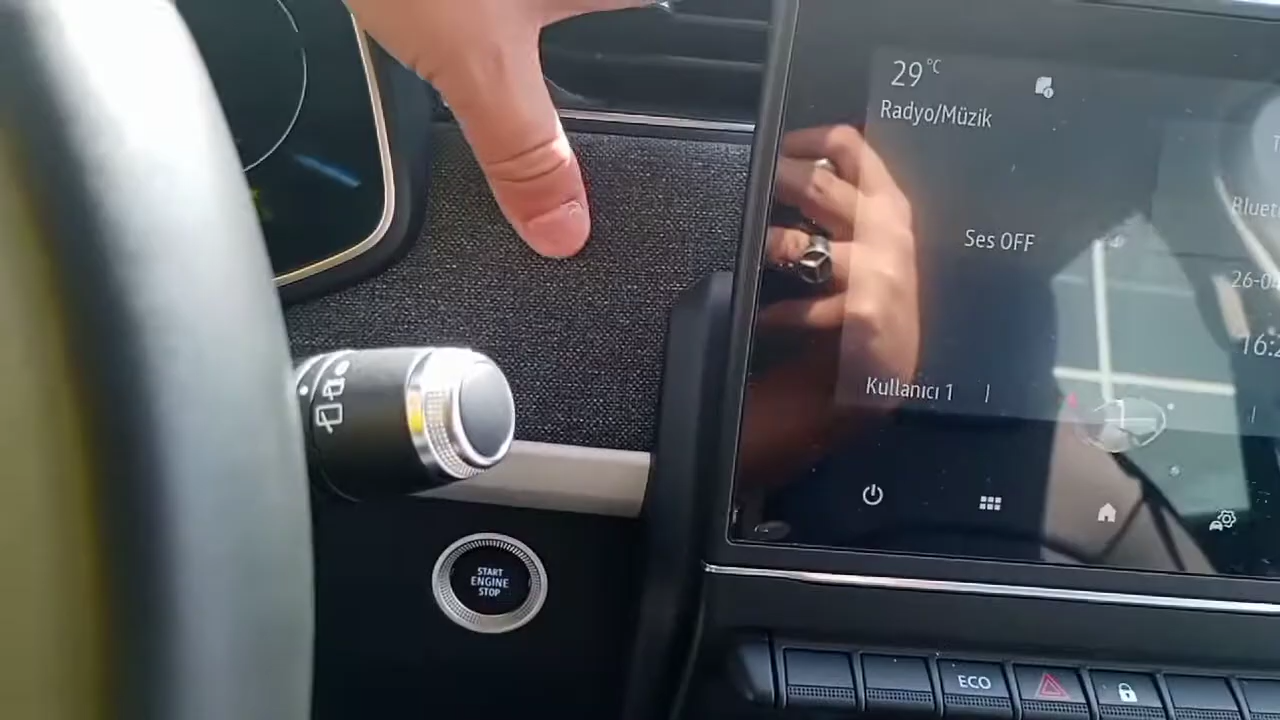 29°C
Radyo/Müzik
Ses OFF
Kullanıcı 1
START
ENGINE
STOP
ECO